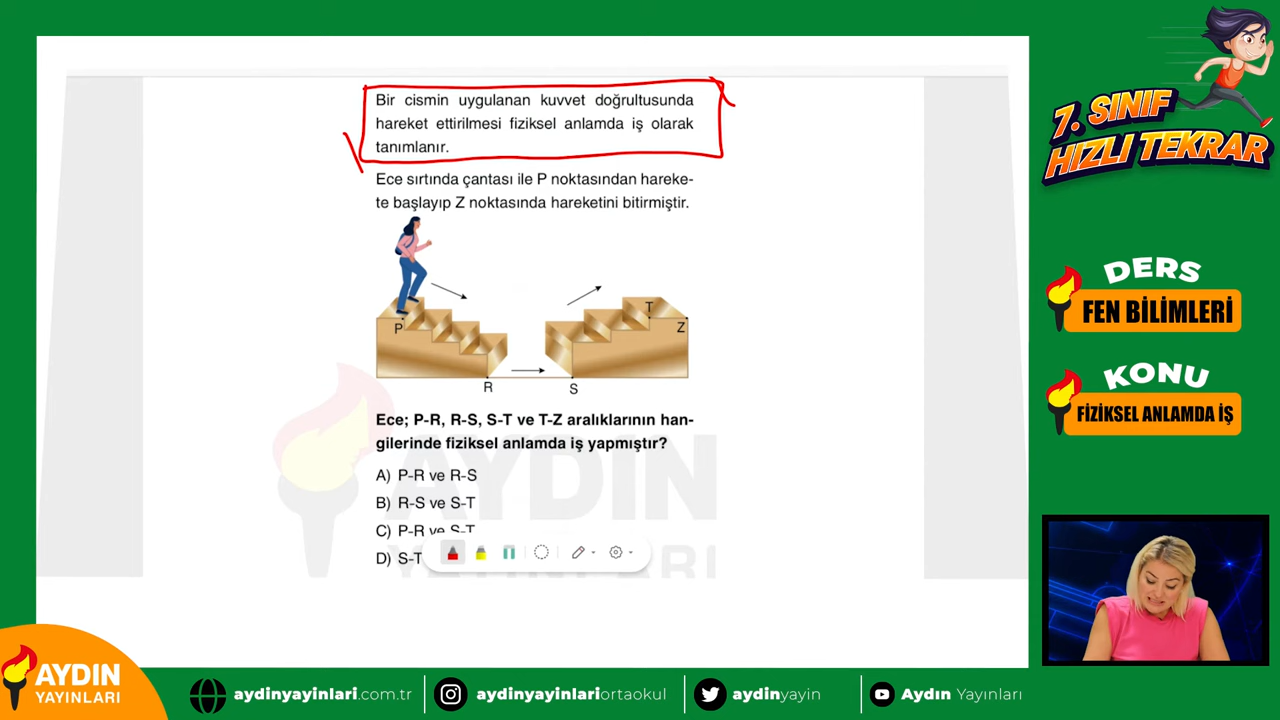 Bir cismin uygulanan kuvvet doğrultusunda
hareket ettirilmesi fiziksel anlamda iş olarak
tanımlanır.
Ece sırtında çantası ile P noktasından hareke-
te başlayıp Z noktasında hareketini bitirmiştir.
P
T
Z
R
S
Ece; P-R, R-S, S-T ve T-Z aralıklarının han-
gilerinde fiziksel anlamda iş yapmıştır?
A) P-R ve R-S
B) R-S ve S-T
C) P-R ve S-T
D) S-T
AYDIN
YAYINLARI
7. SINIF
HIZLI TEKRAR
DERS
FEN BİLİMLERİ
KONU
FİZİKSEL ANLAMDA İŞ
AYDIN
YAYINLARI
aydinyayinlari.com.tr
aydinyayinlariortaokul
aydinyayin
Aydın Yayınları